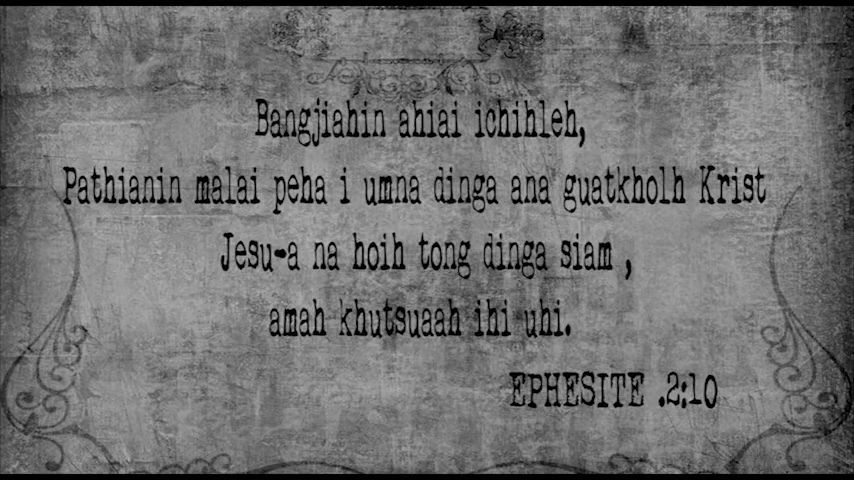 Bangjiahin ahiai ichihleh,
Pathianin malai peha i umna dinga ana guatkholh Krist
Jesu-a na hoih tong dinga siam ,
amah khutsuaah ihi uhi.
EPHESITE .2:10